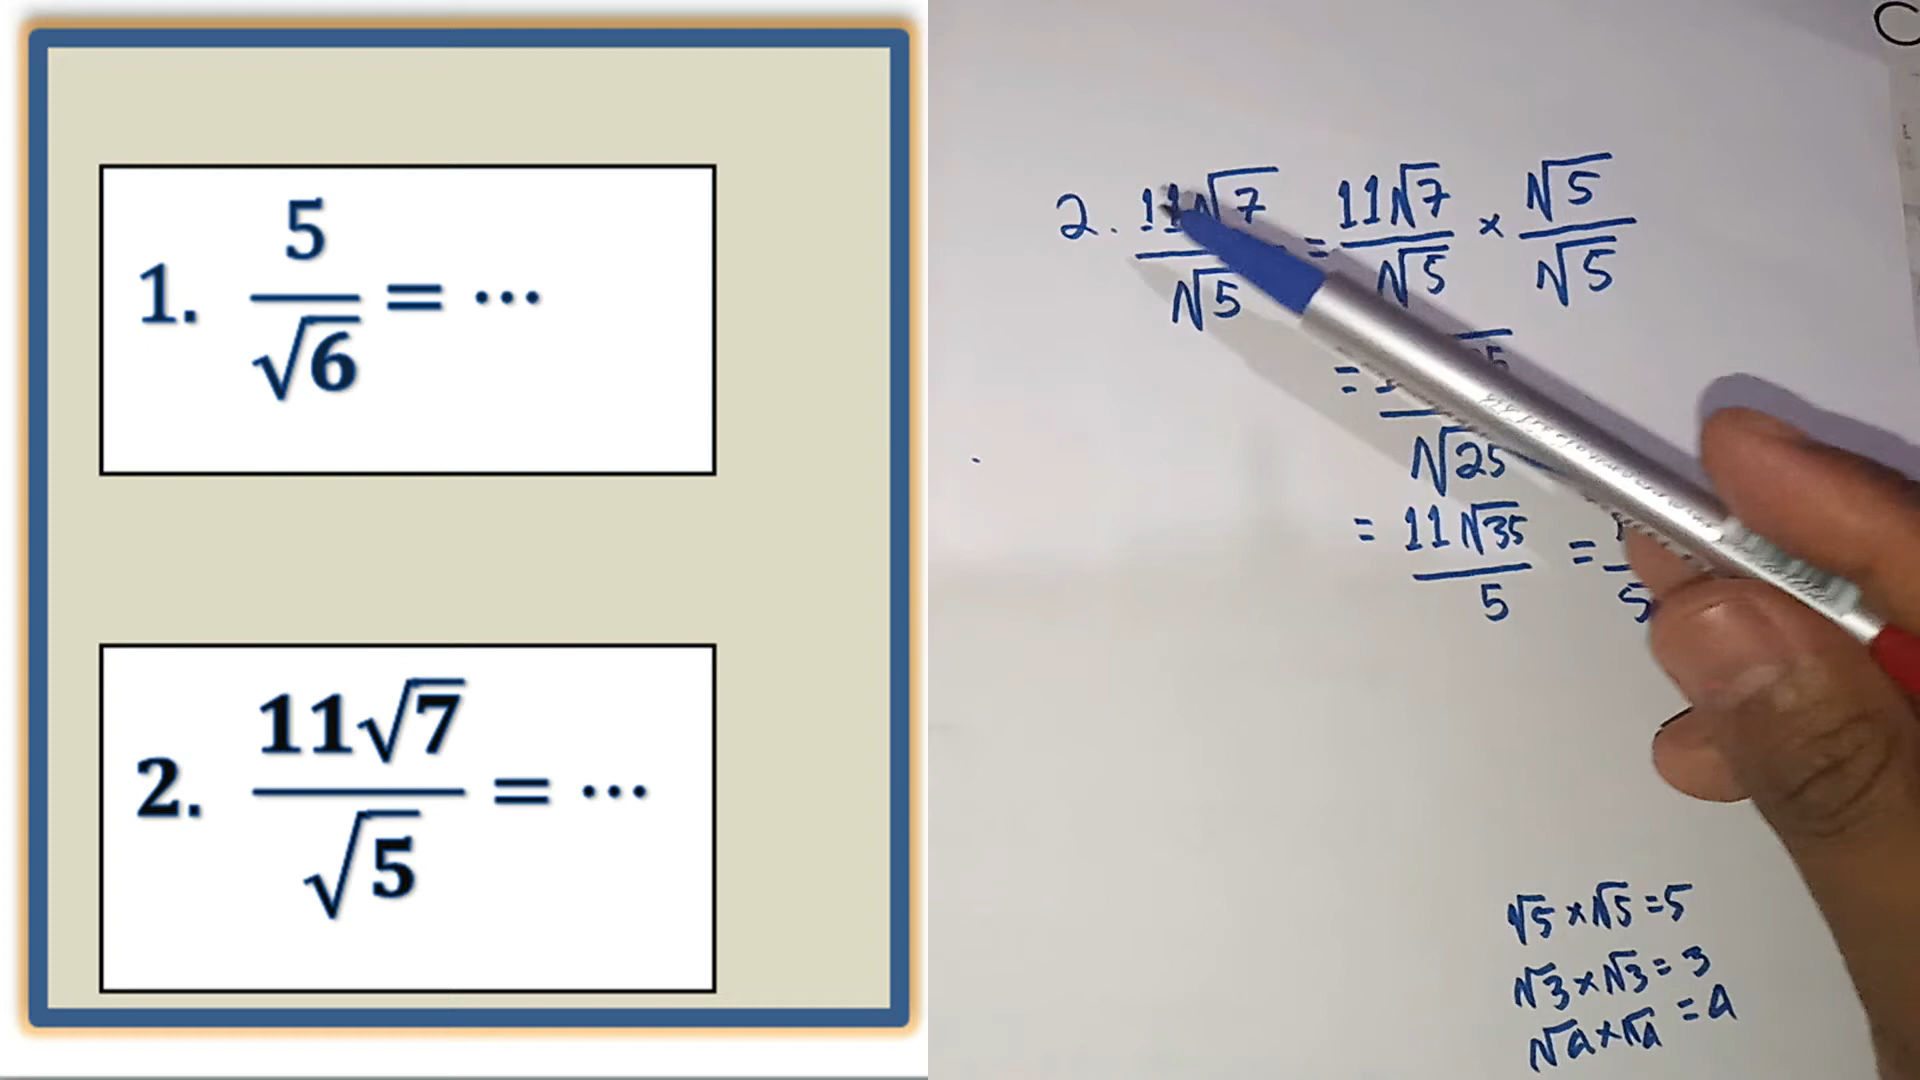 1. 5/√6 = ⋯
2. 11√7/√5 = ⋯
2. 11√7/√5 = 11√7/√5 × √5/√5
= /√25
= 11√35/5 = /5
√5 × √5 = 5
√3 × √3 = 3
√a × √a = a